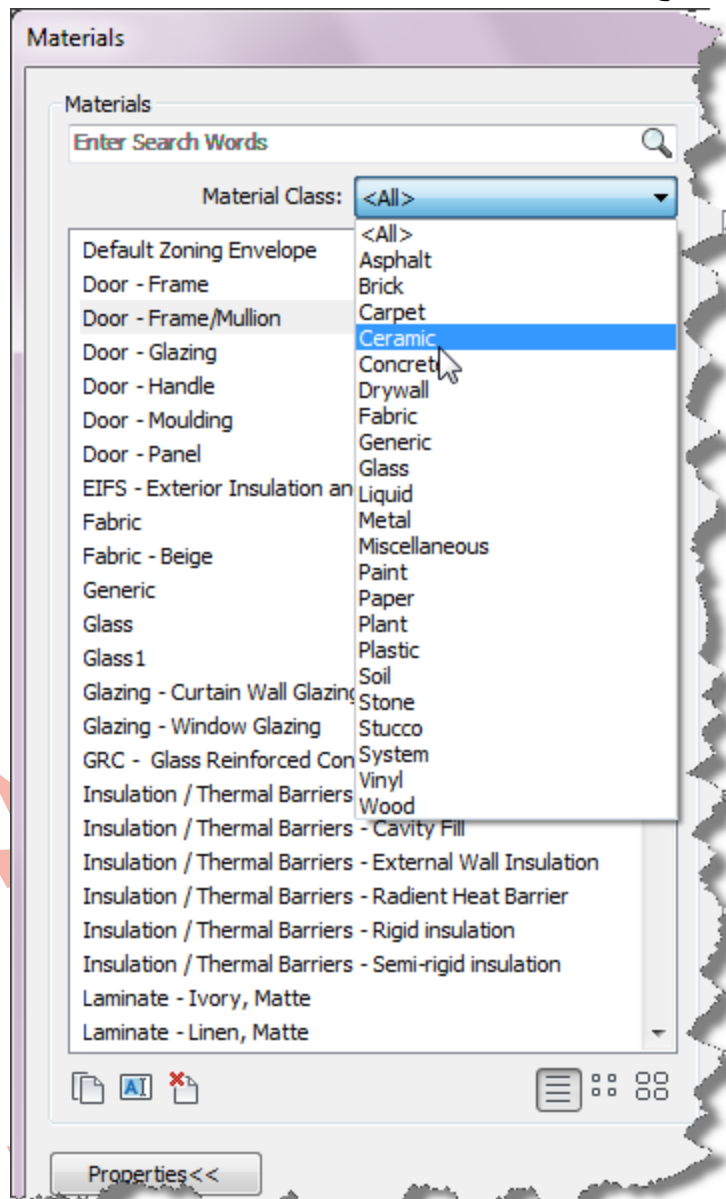 Materials
Materials
Enter Search Words
Material Class: <All>
<All>
Asphalt
Brick
Carpet
Ceramic
Concrete
Drywall
Fabric
Generic
Glass
Liquid
Metal
Miscellaneous
Paint
Paper
Plant
Plastic
Soil
Stone
Stucco
System
Vinyl
Wood
Default Zoning Envelope
Door - Frame
Door - Frame/Mullion
Door - Glazing
Door - Handle
Door - Moulding
Door - Panel
EIFS - Exterior Insulation an
Fabric
Fabric - Beige
Generic
Glass
Glass1
Glazing - Curtain Wall Glazing
Glazing - Window Glazing
GRC - Glass Reinforced Con
Insulation / Thermal Barriers
Insulation / Thermal Barriers - Cavity Fill
Insulation / Thermal Barriers - External Wall Insulation
Insulation / Thermal Barriers - Radient Heat Barrier
Insulation / Thermal Barriers - Rigid insulation
Insulation / Thermal Barriers - Semi-rigid insulation
Laminate - Ivory, Matte
Laminate - Linen, Matte
AI
Properties<<